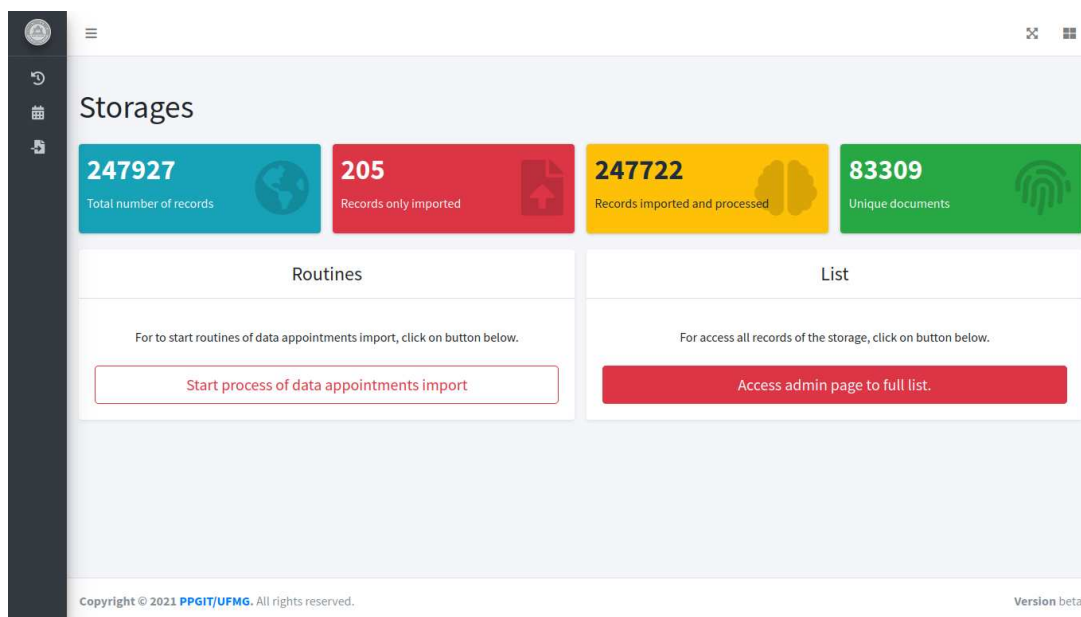 Storages
247927
Total number of records
205
Records only imported
247722
Records imported and processed
83309
Unique documents
Routines
For to start routines of data appointments import, click on button below.
Start process of data appointments import
List
For access all records of the storage, click on button below.
Access admin page to full list.
Copyright © 2021 PPGIT/UFMG. All rights reserved.
Version beta